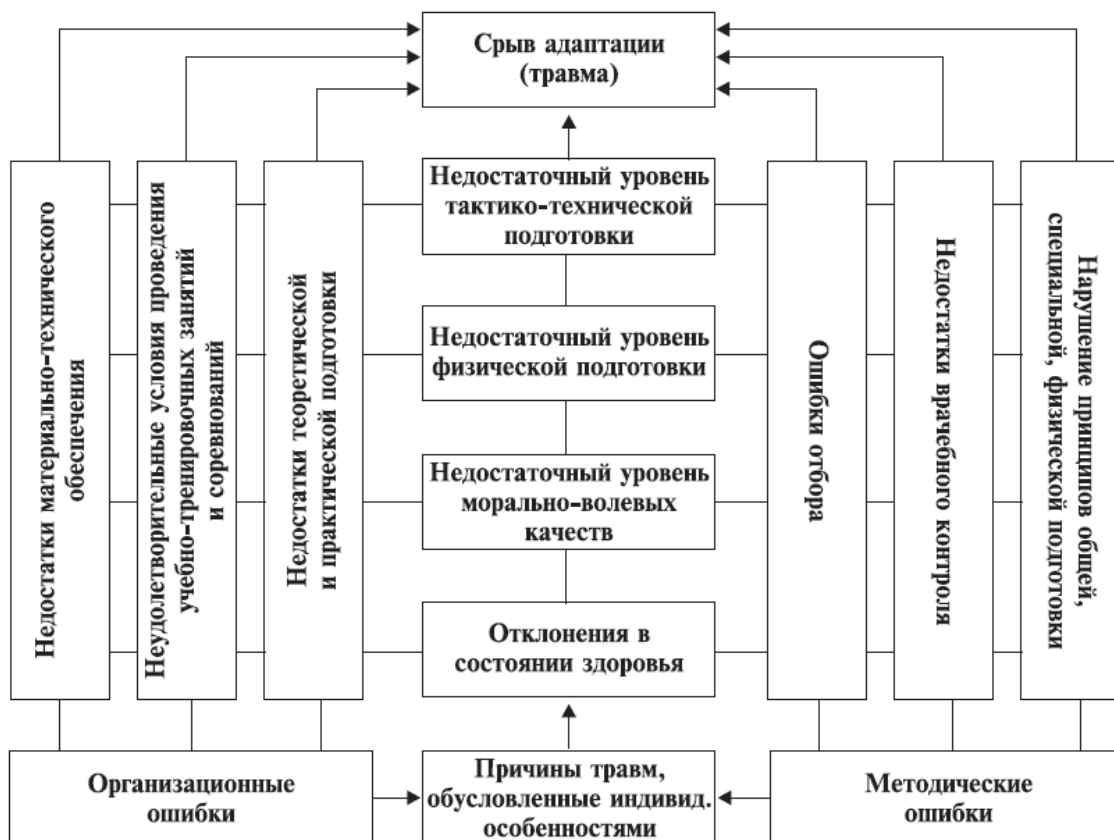 Срыв адаптации
(травма)
Недостатки материально-технического
обеспечения
Неудолетворительные условия проведения
учебно-тренировочных занятий
и соревнований
Недостатки теоретической
и практической подготовки
Недостаточный уровень
тактико-технической
подготовки
Недостаточный уровень
физической подготовки
Недостаточный уровень
морально-волевых
качеств
Отклонения в
состоянии здоровья
Ошибки отбора
Недостатки врачебного контроля
Нарушение принципов общей,
специальной, физической подготовки
Организационные
ошибки
Причины травм,
обусловленные индивид.
особенностями
Методические
ошибки